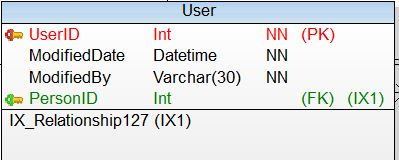 User
UserID Int NN (PK)
ModifiedDate Datetime NN
ModifiedBy Varchar(30) NN
PersonID Int (FK) (IX1)
IX_Relationship127 (IX1)